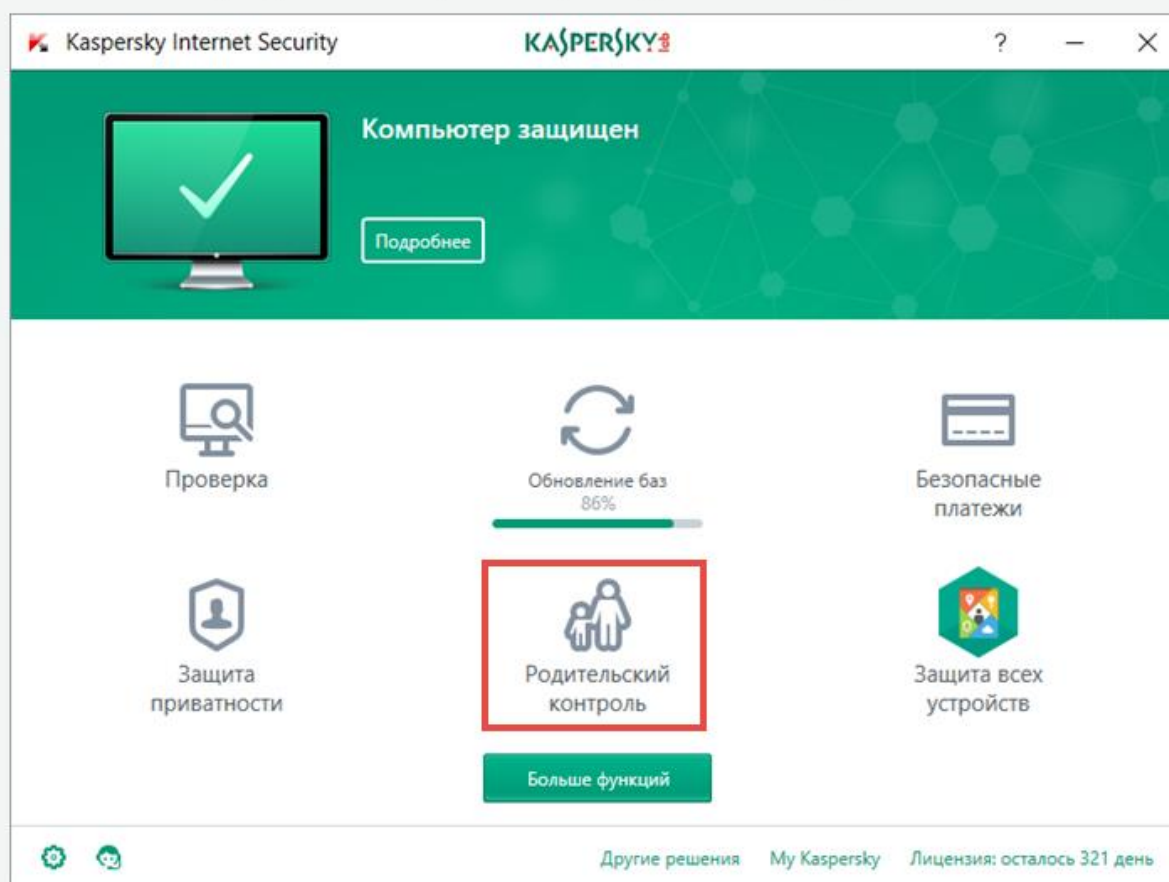 Kaspersky Internet Security
KASPERSKY lab
?
Компьютер защищен
Подробнее
Проверка
Обновление баз
86%
Безопасные
платежи
Защита
приватности
Родительский
контроль
Защита всех
устройств
Больше функций
Другие решения My Kaspersky Лицензия: осталось 321 день